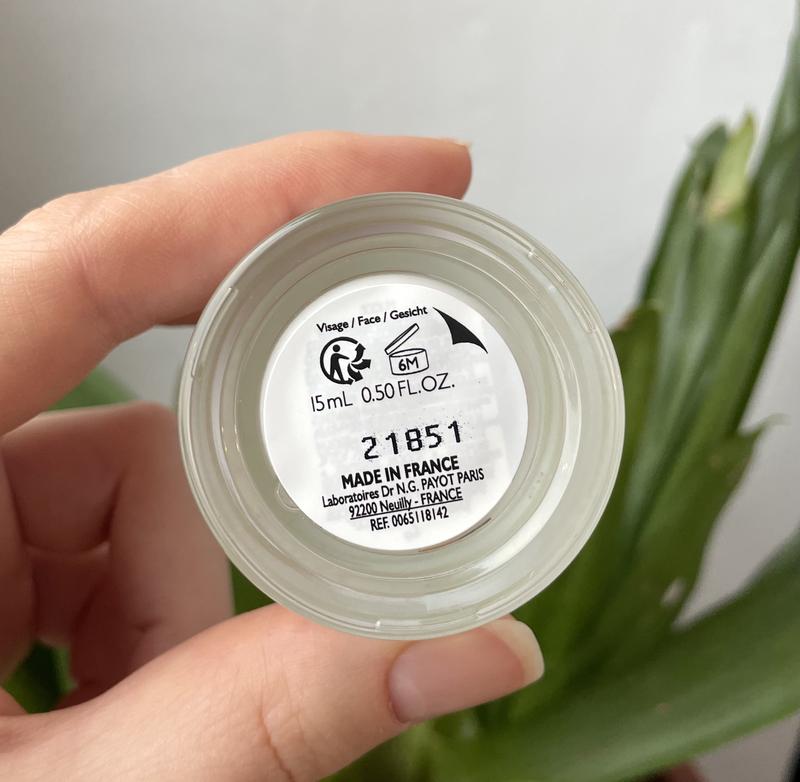 Visage / Face / Gesicht
6M
15mL 0.50 FL.OZ.
21851
MADE IN FRANCE
Laboratoires Dr N.G. PAYOT PARIS
92200 Neuilly - FRANCE
REF. 0065118142